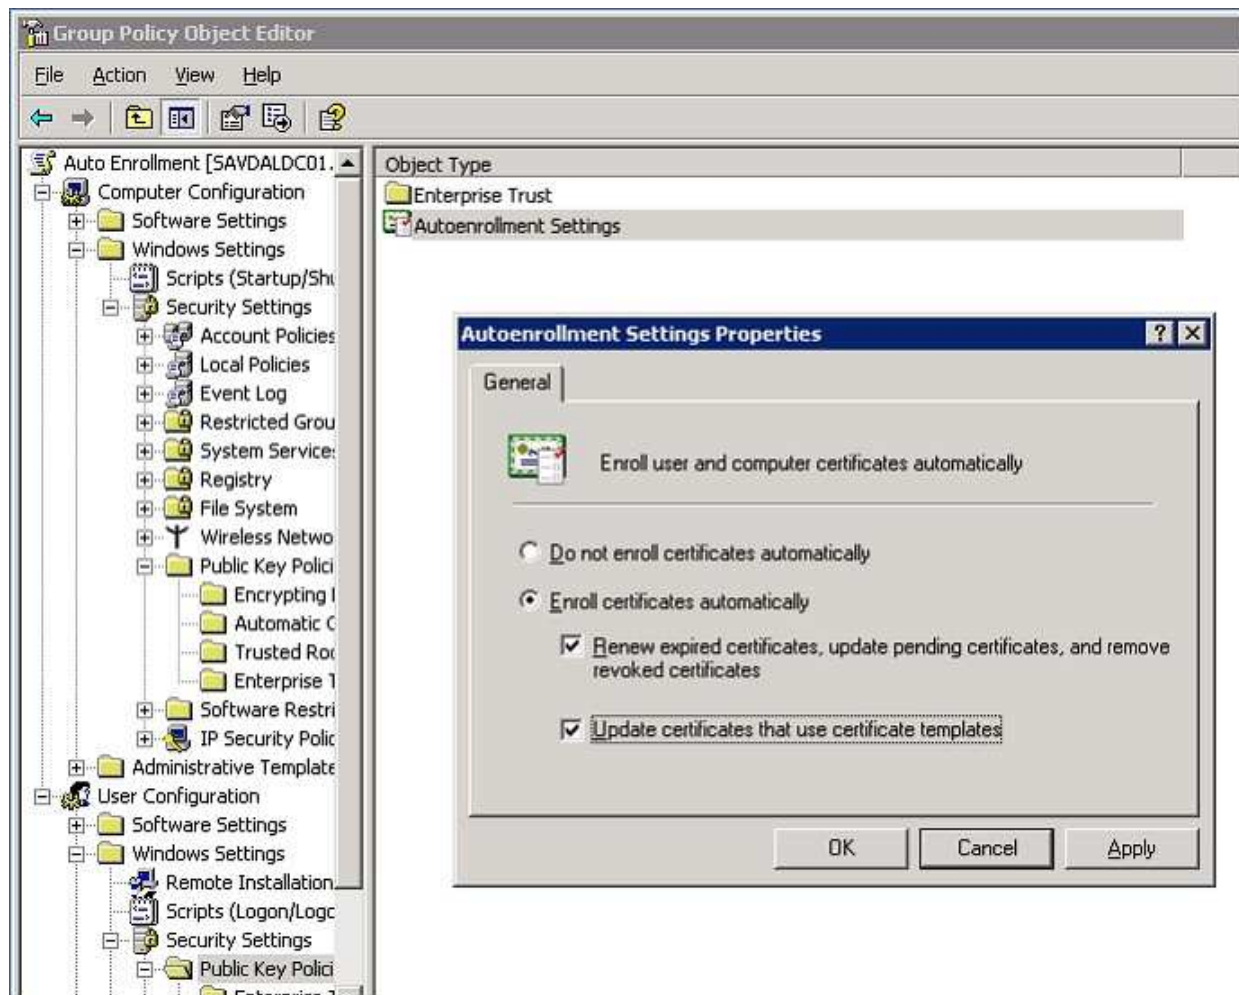 Group Policy Object Editor
File Action View Help
Auto Enrollment [SAVDALDC01.
Computer Configuration
Software Settings
Windows Settings
Scripts (Startup/Shu
Security Settings
Account Policies
Local Policies
Event Log
Restricted Grou
System Services
Registry
File System
Wireless Netwo
Public Key Polici
Encrypting
Automatic C
Trusted Roo
Enterprise T
Software Restri
IP Security Polic
Administrative Template
User Configuration
Software Settings
Windows Settings
Remote Installation
Scripts (Logon/Logo
Security Settings
Public Key Polici
Enterprise T
Object Type
Enterprise Trust
Autoenrollment Settings
Autoenrollment Settings Properties
General
Enroll user and computer certificates automatically
Do not enroll certificates automatically
Enroll certificates automatically
Renew expired certificates, update pending certificates, and remove
revoked certificates
Update certificates that use certificate templates
OK Cancel Apply